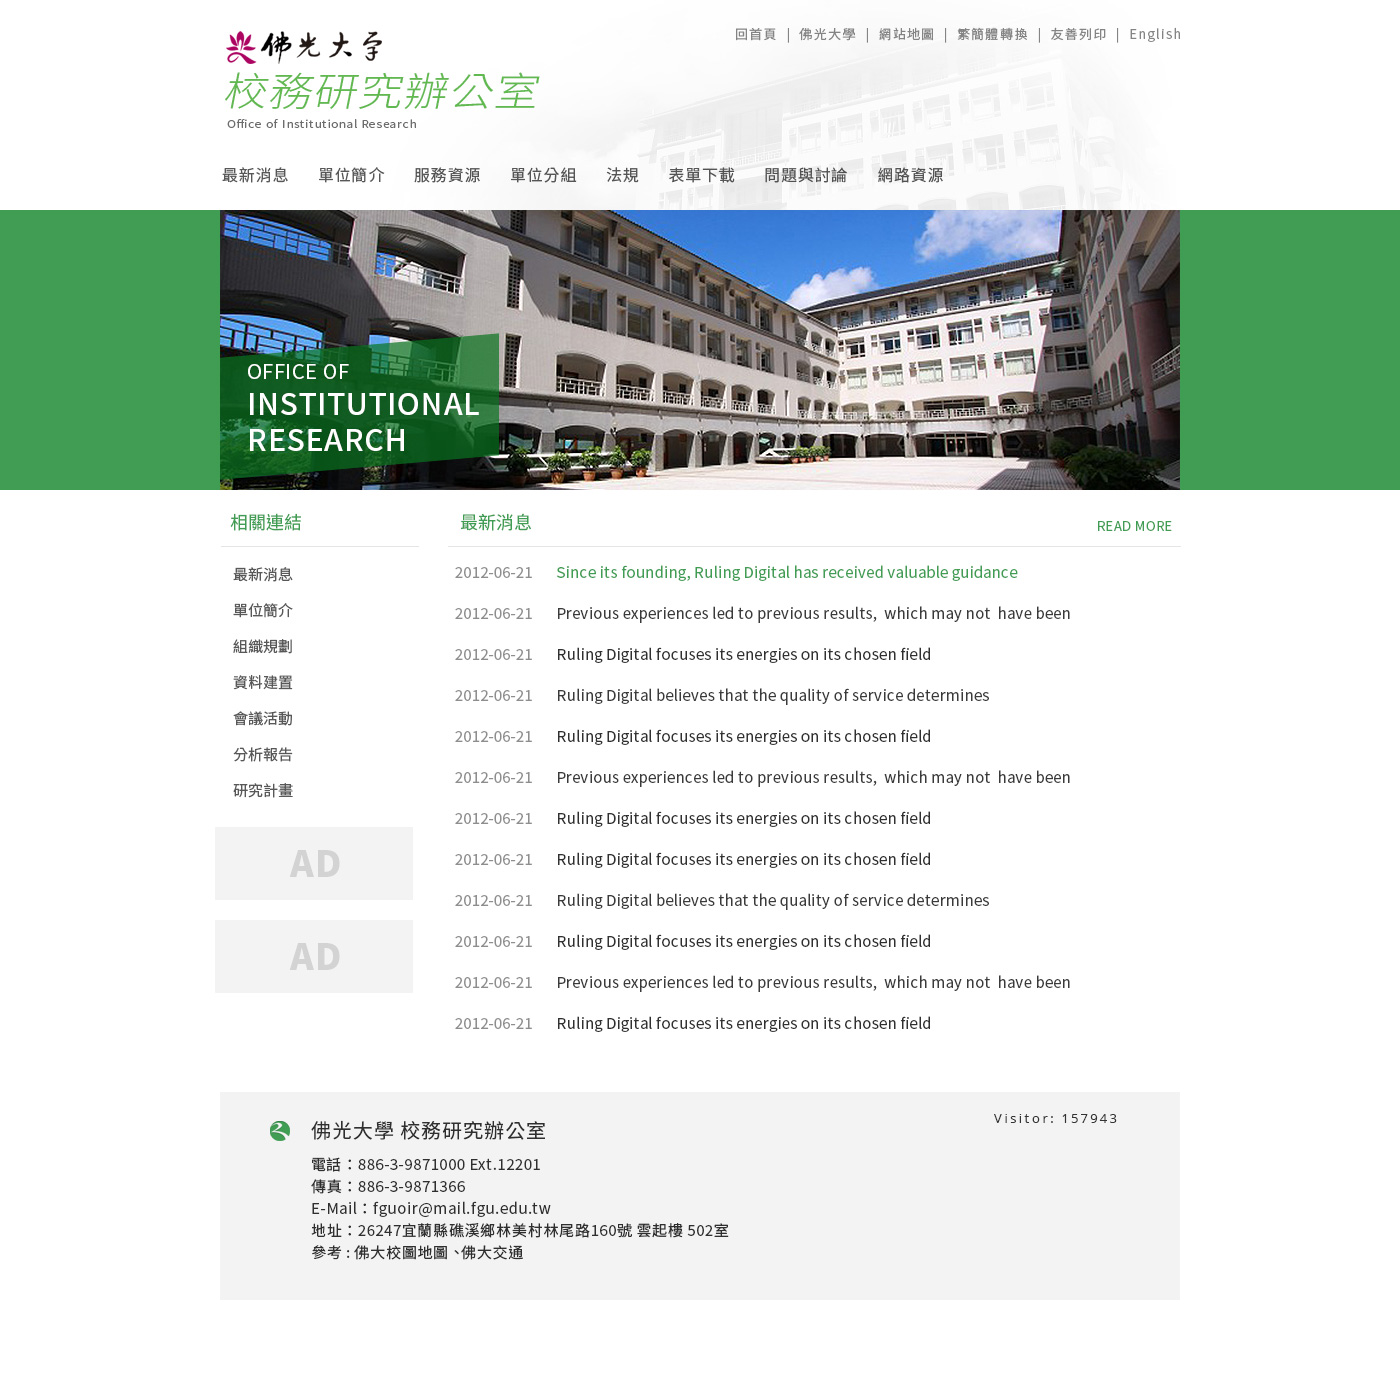 回首頁 | 佛光大學 | 網站地圖 | 繁簡體轉換 | 友善列印 | English
佛光大学
校務研究辦公室
Office of Institutional Research
最新消息 單位簡介 服務資源 單位分組 法規 表單下載 問題與討論 網路資源
OFFICE OF
INSTITUTIONAL
RESEARCH
相關連結
最新消息
單位簡介
組織規劃
資料建置
會議活動
分析報告
研究計畫
AD
AD
最新消息
READ MORE
2012-06-21 Since its founding, Ruling Digital has received valuable guidance
2012-06-21 Previous experiences led to previous results, which may not have been
2012-06-21 Ruling Digital focuses its energies on its chosen field
2012-06-21 Ruling Digital believes that the quality of service determines
2012-06-21 Ruling Digital focuses its energies on its chosen field
2012-06-21 Previous experiences led to previous results, which may not have been
2012-06-21 Ruling Digital focuses its energies on its chosen field
2012-06-21 Ruling Digital focuses its energies on its chosen field
2012-06-21 Ruling Digital believes that the quality of service determines
2012-06-21 Ruling Digital focuses its energies on its chosen field
2012-06-21 Previous experiences led to previous results, which may not have been
2012-06-21 Ruling Digital focuses its energies on its chosen field
Visitor: 157943
佛光大學 校務研究辦公室
電話：886-3-9871000 Ext.12201
傳真：886-3-9871366
E-Mail：fguoir@mail.fgu.edu.tw
地址：26247宜蘭縣礁溪鄉林美村林尾路160號 雲起樓 502室
參考 : 佛大校圖地圖、佛大交通